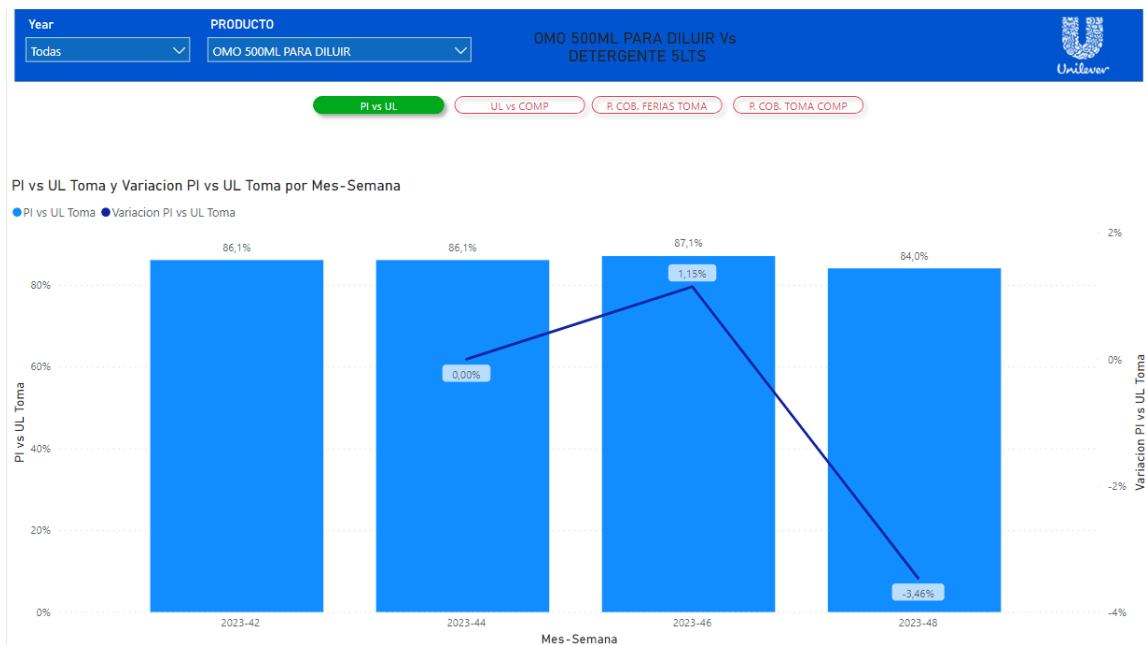 Year
Todas
PRODUCTO
OMO 500ML PARA DILUIR
OMO 500ML PARA DILUIR Vs
DETERGENTE 5LTS
Unilever
PI vs UL
UL vs COMP
P. COB. FERIAS TOMA
P. COB. TOMA COMP
PI vs UL Toma y Variacion PI vs UL Toma por Mes-Semana
PI vs UL Toma
Variacion PI vs UL Toma
86,1%
86,1%
87,1%
84,0%
0,00%
1,15%
-3,46%
80%
60%
40%
20%
0%
PI vs UL Toma
2%
0%
-2%
-4%
Variacion PI vs UL Toma
2023-42
2023-44
2023-46
2023-48
Mes-Semana